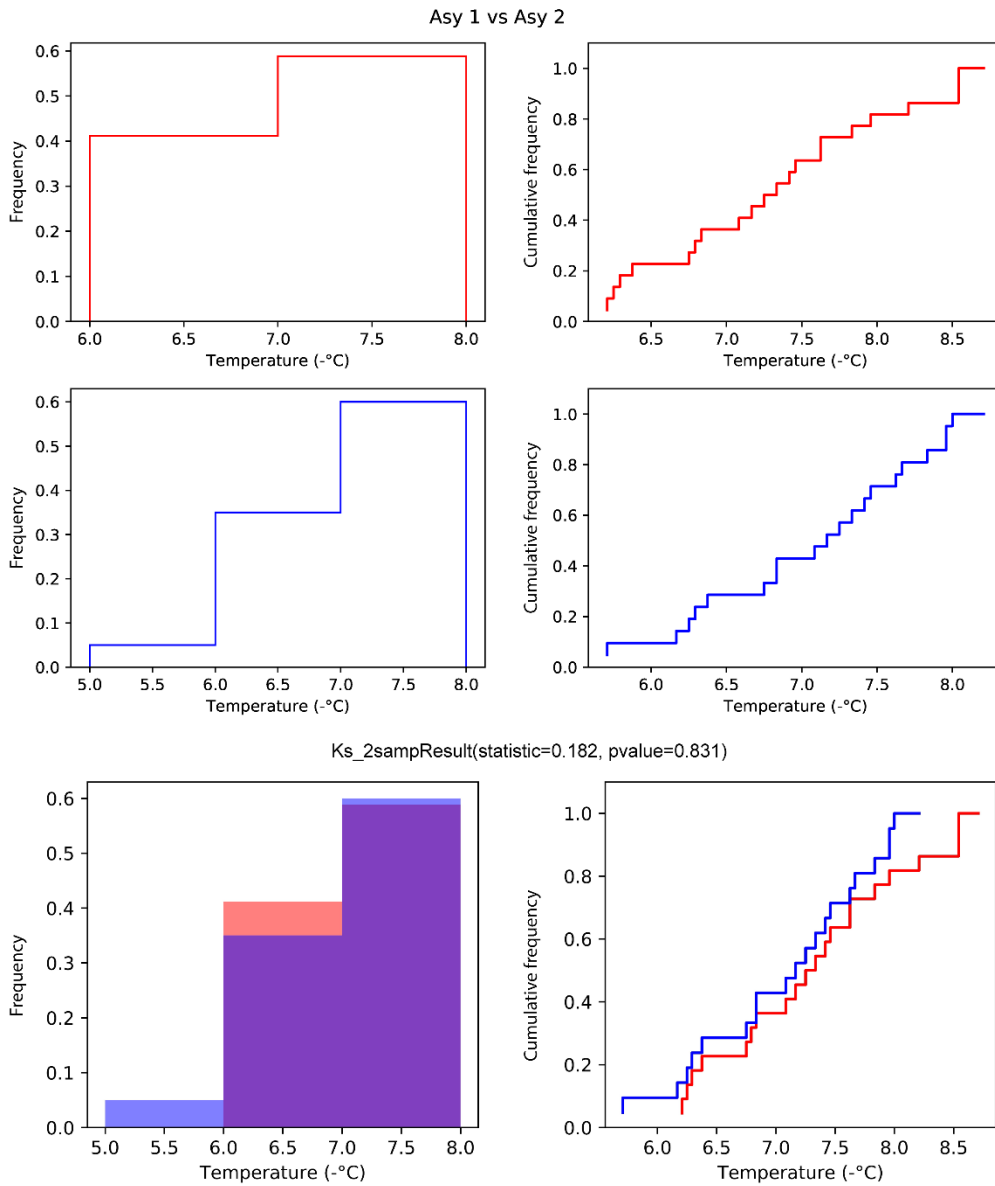 Asy 1 vs Asy 2
Frequency
0.6
0.5
0.4
0.3
0.2
0.1
0.0
6.0 6.5 7.0 7.5 8.0
Temperature (-°C)
Cumulative frequency
1.0
0.8
0.6
0.4
0.2
0.0
6.5 7.0 7.5 8.0 8.5
Temperature (-°C)
Frequency
0.6
0.5
0.4
0.3
0.2
0.1
0.0
5.0 5.5 6.0 6.5 7.0 7.5 8.0
Temperature (-°C)
Cumulative frequency
1.0
0.8
0.6
0.4
0.2
0.0
6.0 6.5 7.0 7.5 8.0
Temperature (-°C)
Ks_2sampResult(statistic=0.182, pvalue=0.831)
Frequency
0.6
0.5
0.4
0.3
0.2
0.1
0.0
5.0 5.5 6.0 6.5 7.0 7.5 8.0
Temperature (-°C)
Cumulative frequency
1.0
0.8
0.6
0.4
0.2
0.0
6.0 6.5 7.0 7.5 8.0 8.5
Temperature (-°C)